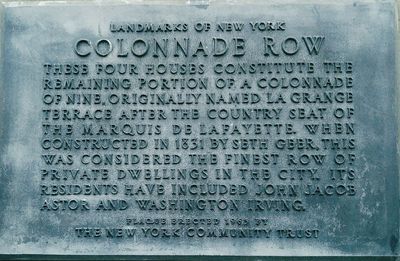 LANDMARKS OF NEW YORK
COLONNADE ROW
THESE FOUR HOUSES CONSTITUTE THE
REMAINING PORTION OF A COLONNADE
OF NINE, ORIGINALLY NAMED LA GRANGE
TERRACE AFTER THE COUNTRY SEAT OF
THE MARQUIS DE LAFAYETTE. WHEN
CONSTRUCTED IN 1831 BY SETH GEER, THIS
WAS CONSIDERED THE FINEST ROW OF
PRIVATE DWELLINGS IN THE CITY. ITS
RESIDENTS HAVE INCLUDED JOHN JACOB
ASTOR AND WASHINGTON IRVING.
PLAQUE ERECTED 1963 BY
THE NEW YORK COMMUNITY TRUST